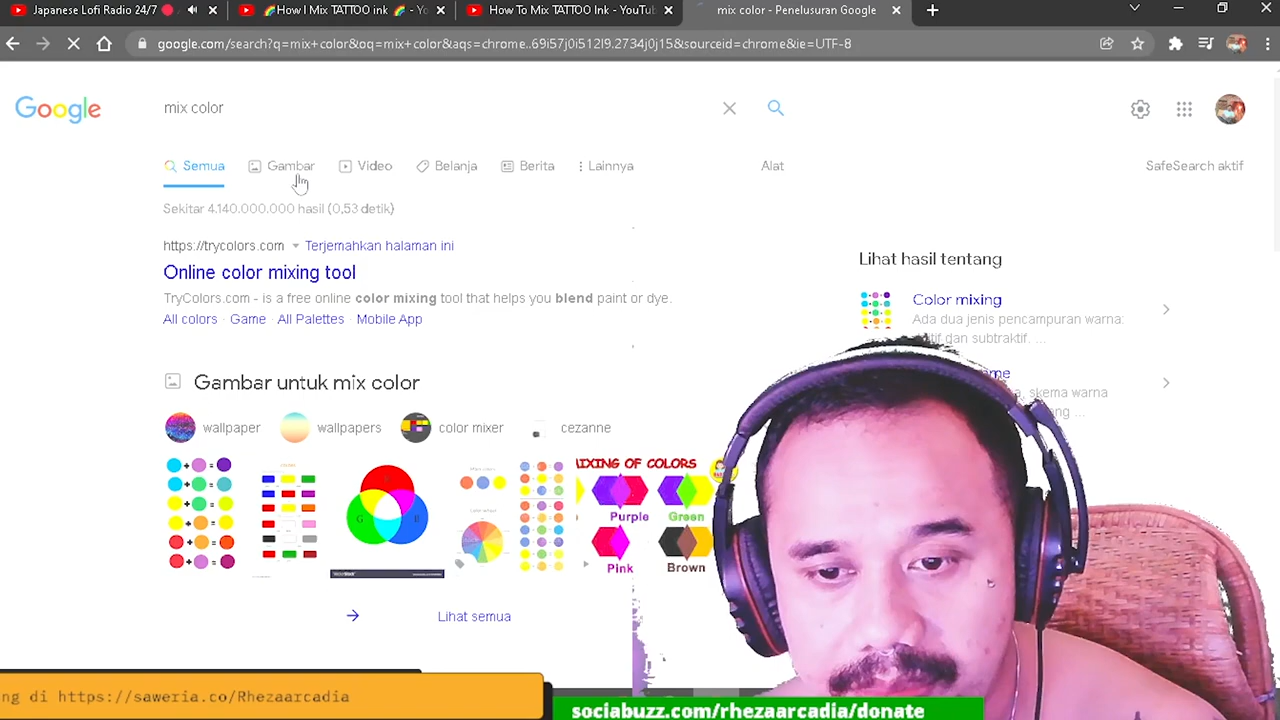 Japanese Lofi Radio 24/7
How I Mix TATTOO ink - Yo
How To Mix TATTOO Ink - YouTub
mix color - Penelusuran Google
google.com/search?q=mix+color&oq=mix+color&aqs=chrome..69i57j0i512l9.2734j0j15&sourceid=chrome&ie=UTF-8
Google
mix color
Semua
Gambar
Video
Belanja
Berita
Lainnya
Alat
SafeSearch aktif
Sekitar 4.140.000.000 hasil (0,53 detik)
https://trycolors.com
Terjemahkan halaman ini
Online color mixing tool
TryColors.com - is a free online color mixing tool that helps you blend paint or dye.
All colors
Game
All Palettes
Mobile App
Lihat hasil tentang
Color mixing
Ada dua jenis pencampuran warna:
dan subtraktif. ...
skema warna
Gambar untuk mix color
wallpaper
wallpapers
color mixer
cezanne
MIXING OF COLORS
Purple
Green
Pink
Brown
G
Lihat semua
ng di https://saweria.co/Rhezaarcadia
sociabuzz.com/rhezaarcadia/donate